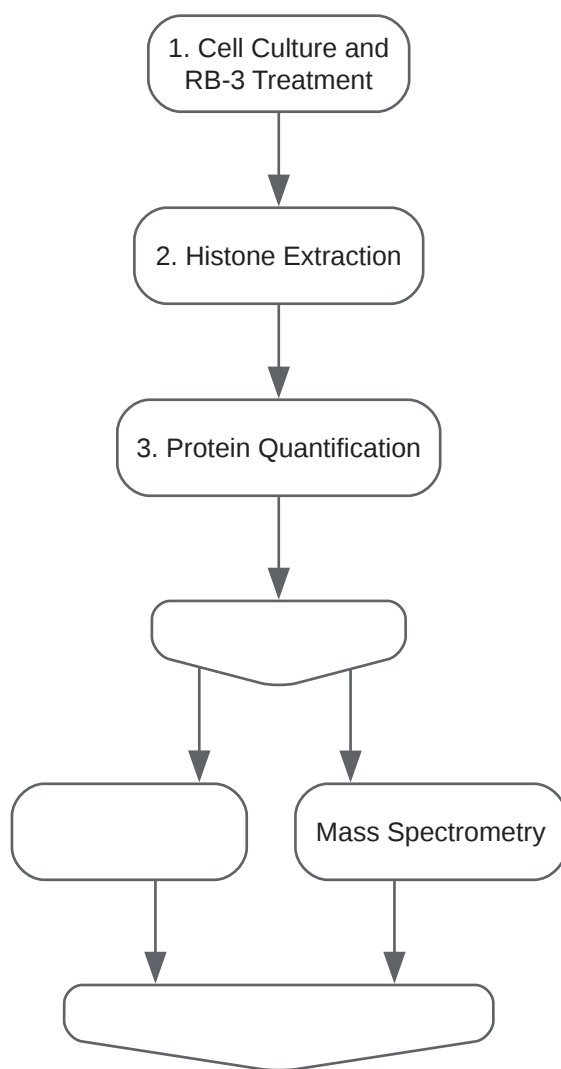 1. Cell Culture and
RB-3 Treatment
2. Histone Extraction
3. Protein Quantification
Mass Spectrometry